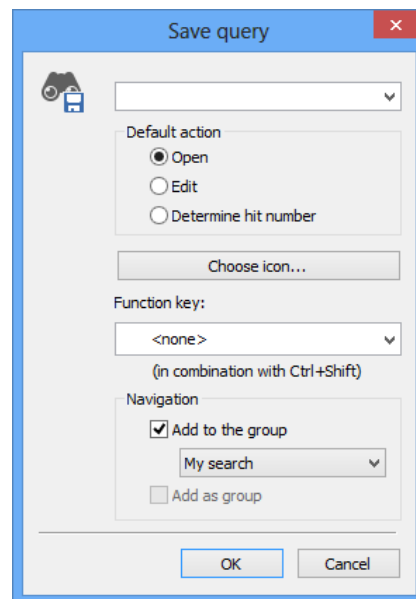 Save query
Default action
Open
Edit
Determine hit number
Choose icon...
Function key:
<none>
(in combination with Ctrl+Shift)
Navigation
Add to the group
My search
Add as group
OK Cancel